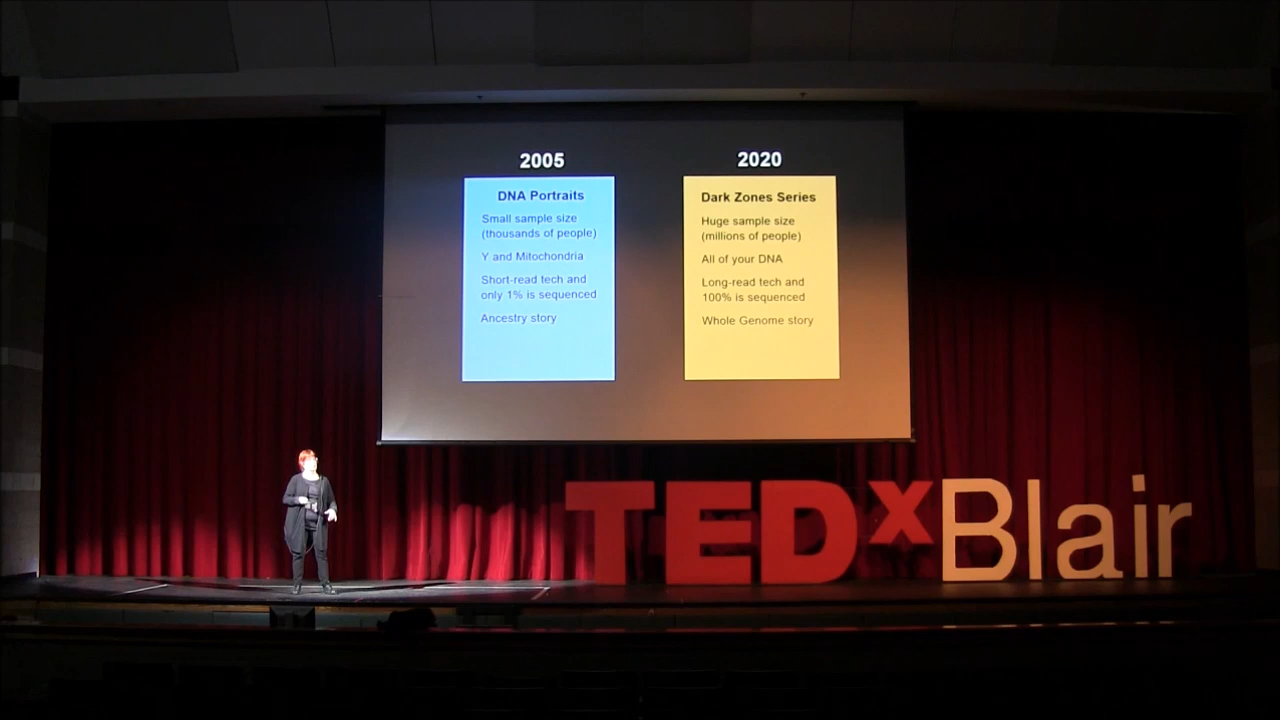 2005
DNA Portraits
Small sample size
(thousands of people)
Y and Mitochondria
Short-read tech and
only 1% is sequenced
Ancestry story
2020
Dark Zones Series
Huge sample size
(millions of people)
All of your DNA
Long-read tech and
100% is sequenced
Whole Genome story
TEDxBlair